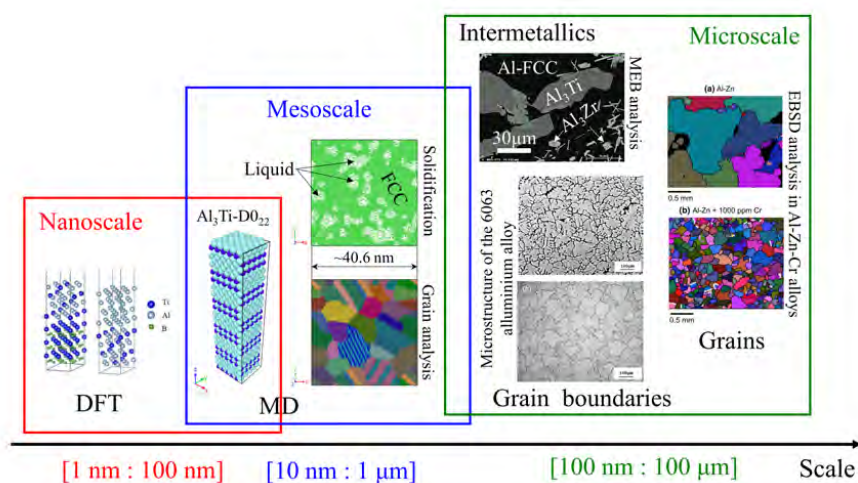 Nanoscale
Ti
Al
B
DFT
Mesoscale
Al₃Ti-D0₂₂
MD
Liquid
FCC
Solidification
~40.6 nm
Grain analysis
Microscale
Intermetallics
Al-FCC
Al₃Ti
Al₃Zr
30μm
MEB analysis
Microstructure of the 6063
alluminium alloy
Grain boundaries
(a) Al-Zn
0.5 mm
(b) Al-Zn + 1000 ppm Cr
0.5 mm
EBSD analysis in Al-Zn-Cr alloys
Grains
[1 nm : 100 nm]
[10 nm : 1 μm]
[100 nm : 100 μm]
Scale